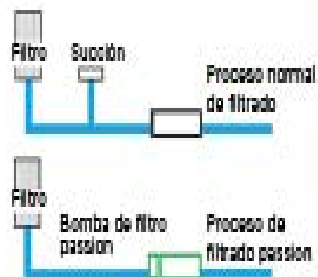 Filtro
Succión
Proceso normal
de filtrado
Filtro
Bomba de filtro
passion
Proceso de
filtrado passion